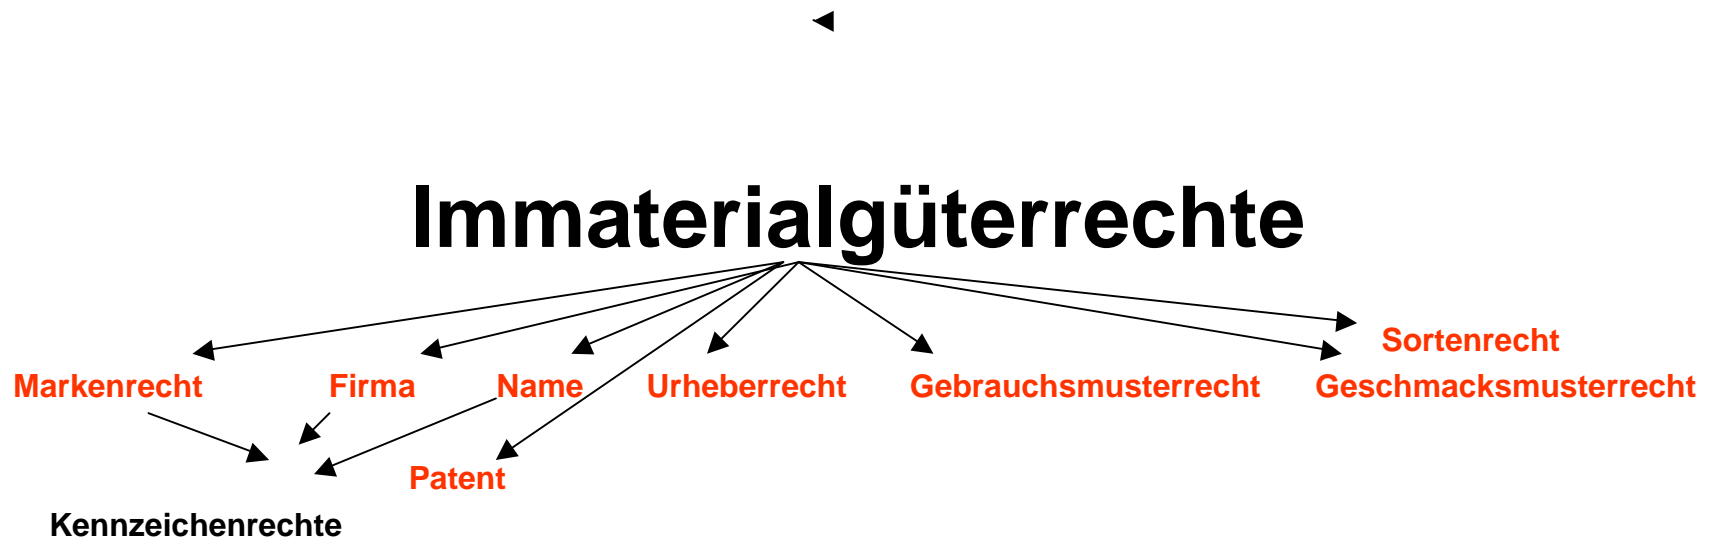 Immaterialgüterrechte
Sortenrecht
Markenrecht Firma Name Urheberrecht Gebrauchsmusterrecht Geschmacksmusterrecht
Patent
Kennzeichenrechte